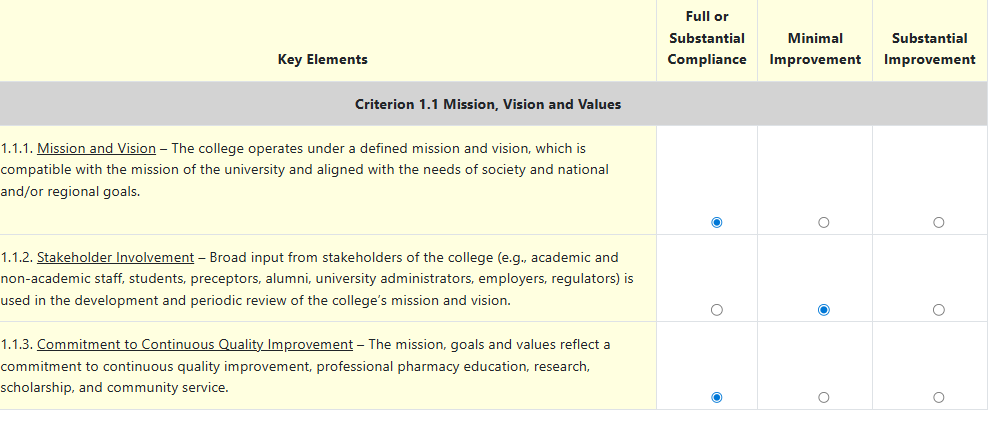 Key Elements
Full or
Substantial
Compliance
Minimal
Improvement
Substantial
Improvement
Criterion 1.1 Mission, Vision and Values
1.1.1. Mission and Vision – The college operates under a defined mission and vision, which is
compatible with the mission of the university and aligned with the needs of society and national
and/or regional goals.
1.1.2. Stakeholder Involvement – Broad input from stakeholders of the college (e.g., academic and
non-academic staff, students, preceptors, alumni, university administrators, employers, regulators) is
used in the development and periodic review of the college’s mission and vision.
1.1.3. Commitment to Continuous Quality Improvement – The mission, goals and values reflect a
commitment to continuous quality improvement, professional pharmacy education, research,
scholarship, and community service.